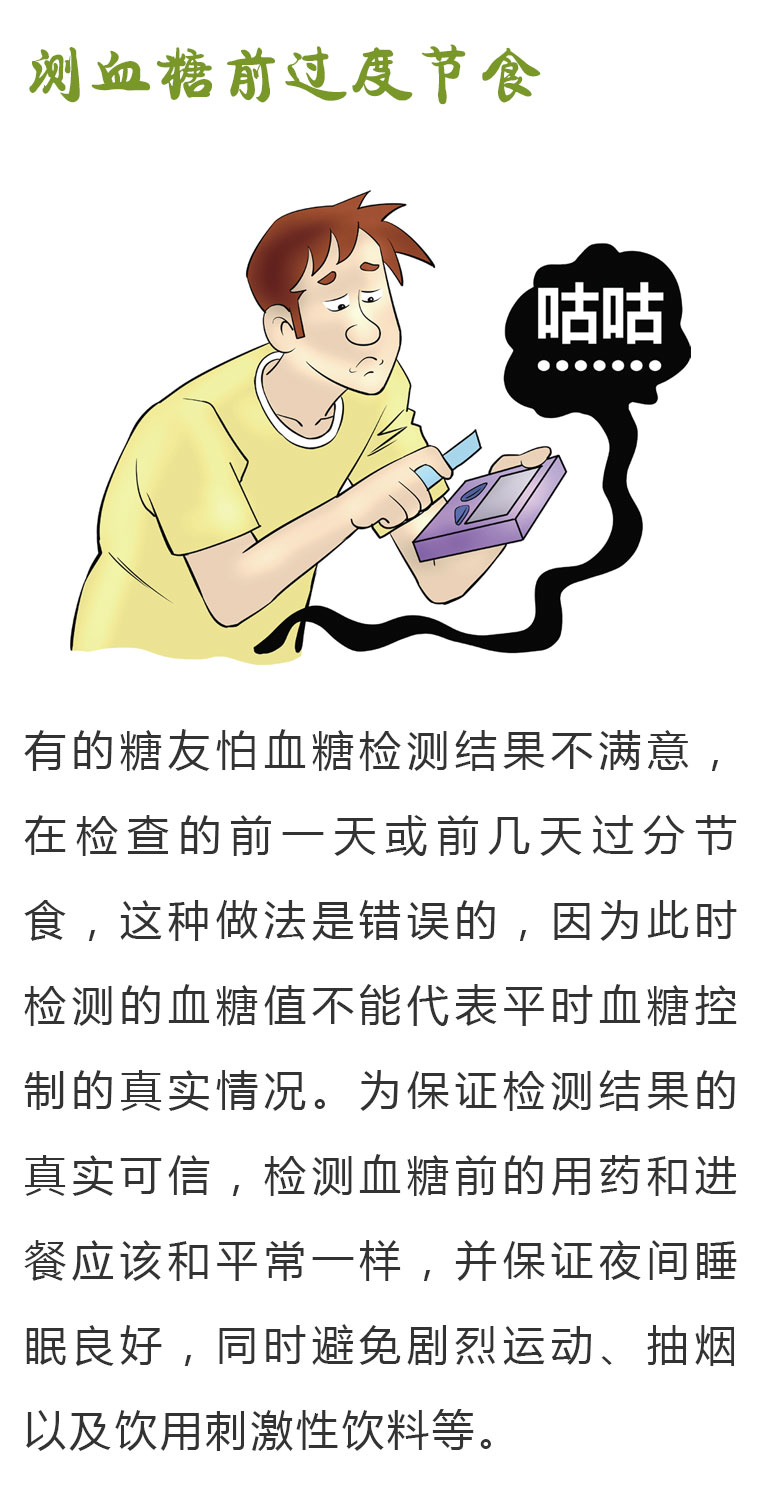 测血糖前过度节食
咕咕
·······
有的糖友怕血糖检测结果不满意，
在检查的前一天或前几天过分节
食，这种做法是错误的，因为此时
检测的血糖值不能代表平时血糖控
制的真实情况。为保证检测结果的
真实可信，检测血糖前的用药和进
餐应该和平常一样，并保证夜间睡
眠良好，同时避免剧烈运动、抽烟
以及饮用刺激性饮料等。